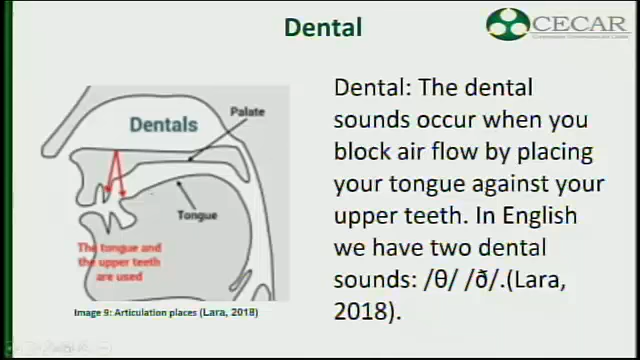 Dental
CECAR
Dentals
Palate
Tongue
The tongue and
the upper teeth
are used
Image 9: Articulation places (Lara, 2018)
Dental: The dental
sounds occur when you
block air flow by placing
your tongue against your
upper teeth. In English
we have two dental
sounds: /θ/ /ð/.(Lara,
2018).